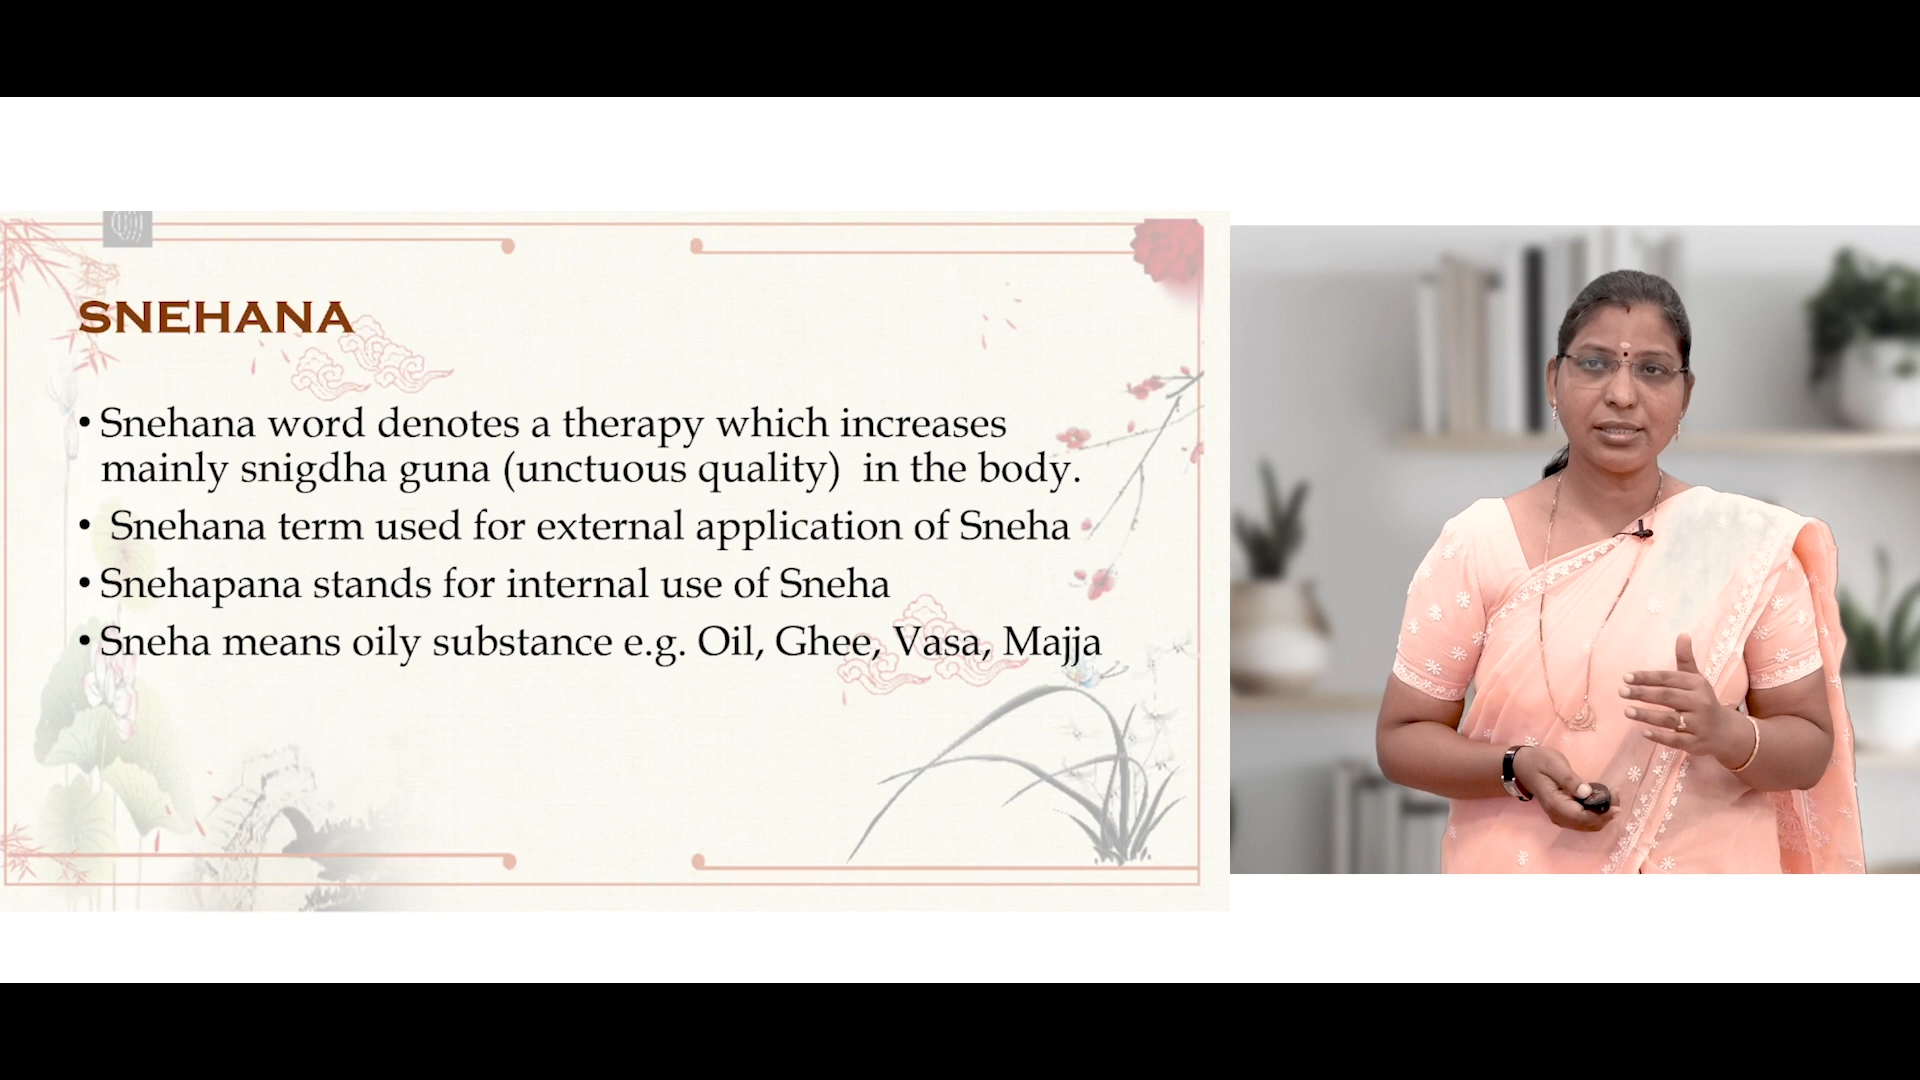 SNEHANA
• Snehana word denotes a therapy which increases
mainly snigdha guna (unctuous quality)  in the body.
•  Snehana term used for external application of Sneha
• Snehapana stands for internal use of Sneha
• Sneha means oily substance e.g. Oil, Ghee, Vasa, Majja